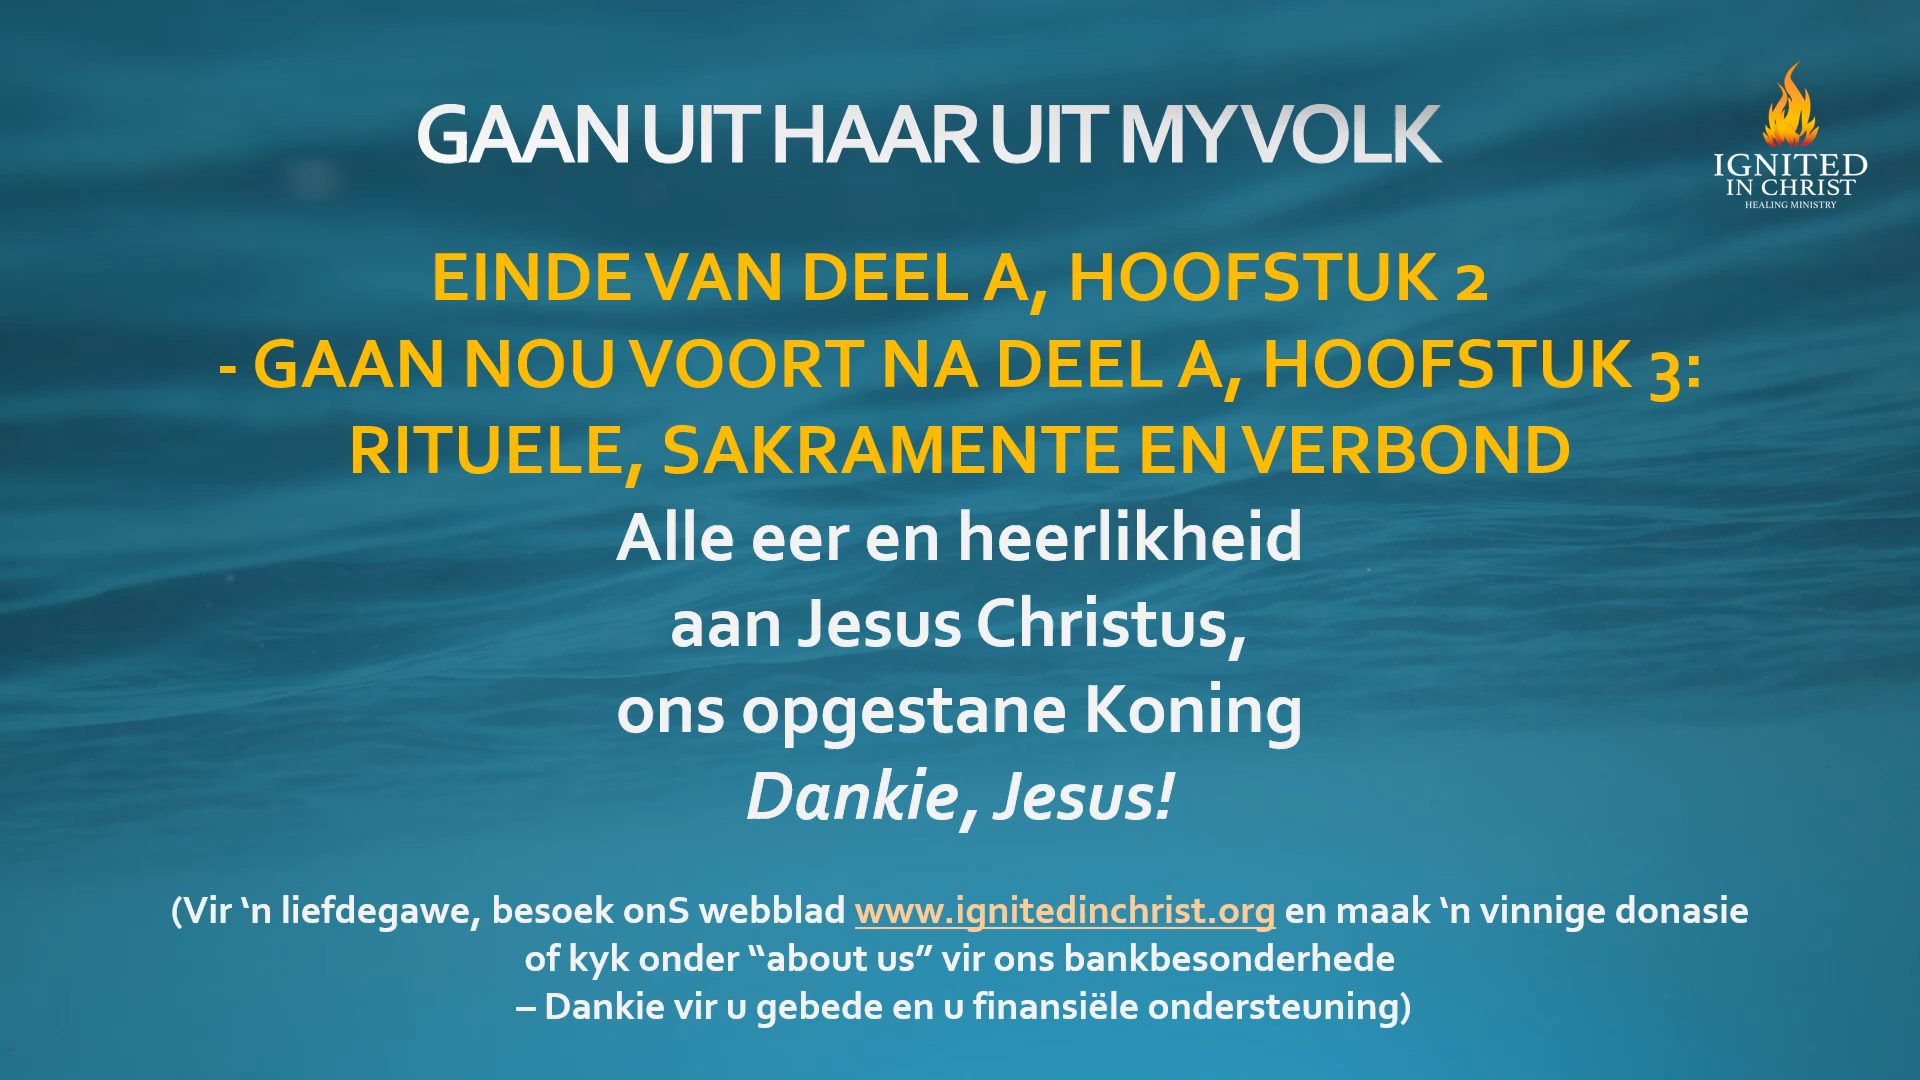 GAAN UIT HAAR UIT MY VOLK
IGNITED
IN CHRIST
HEALING MINISTRY
EINDE VAN DEEL A, HOOFSTUK 2
- GAAN NOU VOORT NA DEEL A, HOOFSTUK 3:
RITUELE, SAKRAMENTE EN VERBOND
Alle eer en heerlikheid
aan Jesus Christus,
ons opgestane Koning
Dankie, Jesus!
(Vir ‘n liefdegawe, besoek onS webblad www.ignitedinchrist.org en maak ‘n vinnige donasie
of kyk onder “about us” vir ons bankbesonderhede
– Dankie vir u gebede en u finansiële ondersteuning)